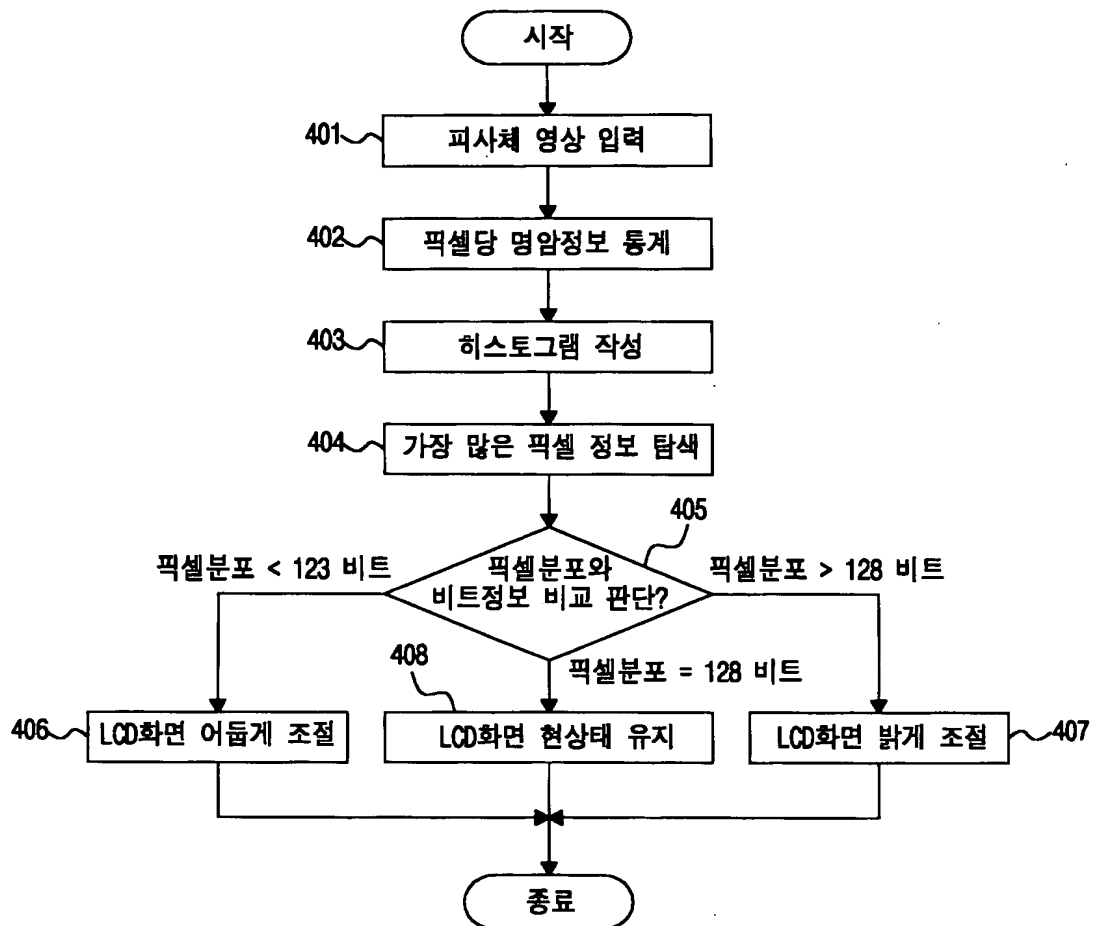 시작
401
피사체 영상 입력
402
픽셀당 명암정보 통계
403
히스토그램 작성
404
가장 많은 픽셀 정보 탐색
405
픽셀분포 < 123 비트
픽셀분포와
비트정보 비교 판단?
픽셀분포 > 128 비트
408
픽셀분포 = 128 비트
406
LCD화면 어둡게 조절
LCD화면 현상태 유지
LCD화면 밝게 조절
407
종료